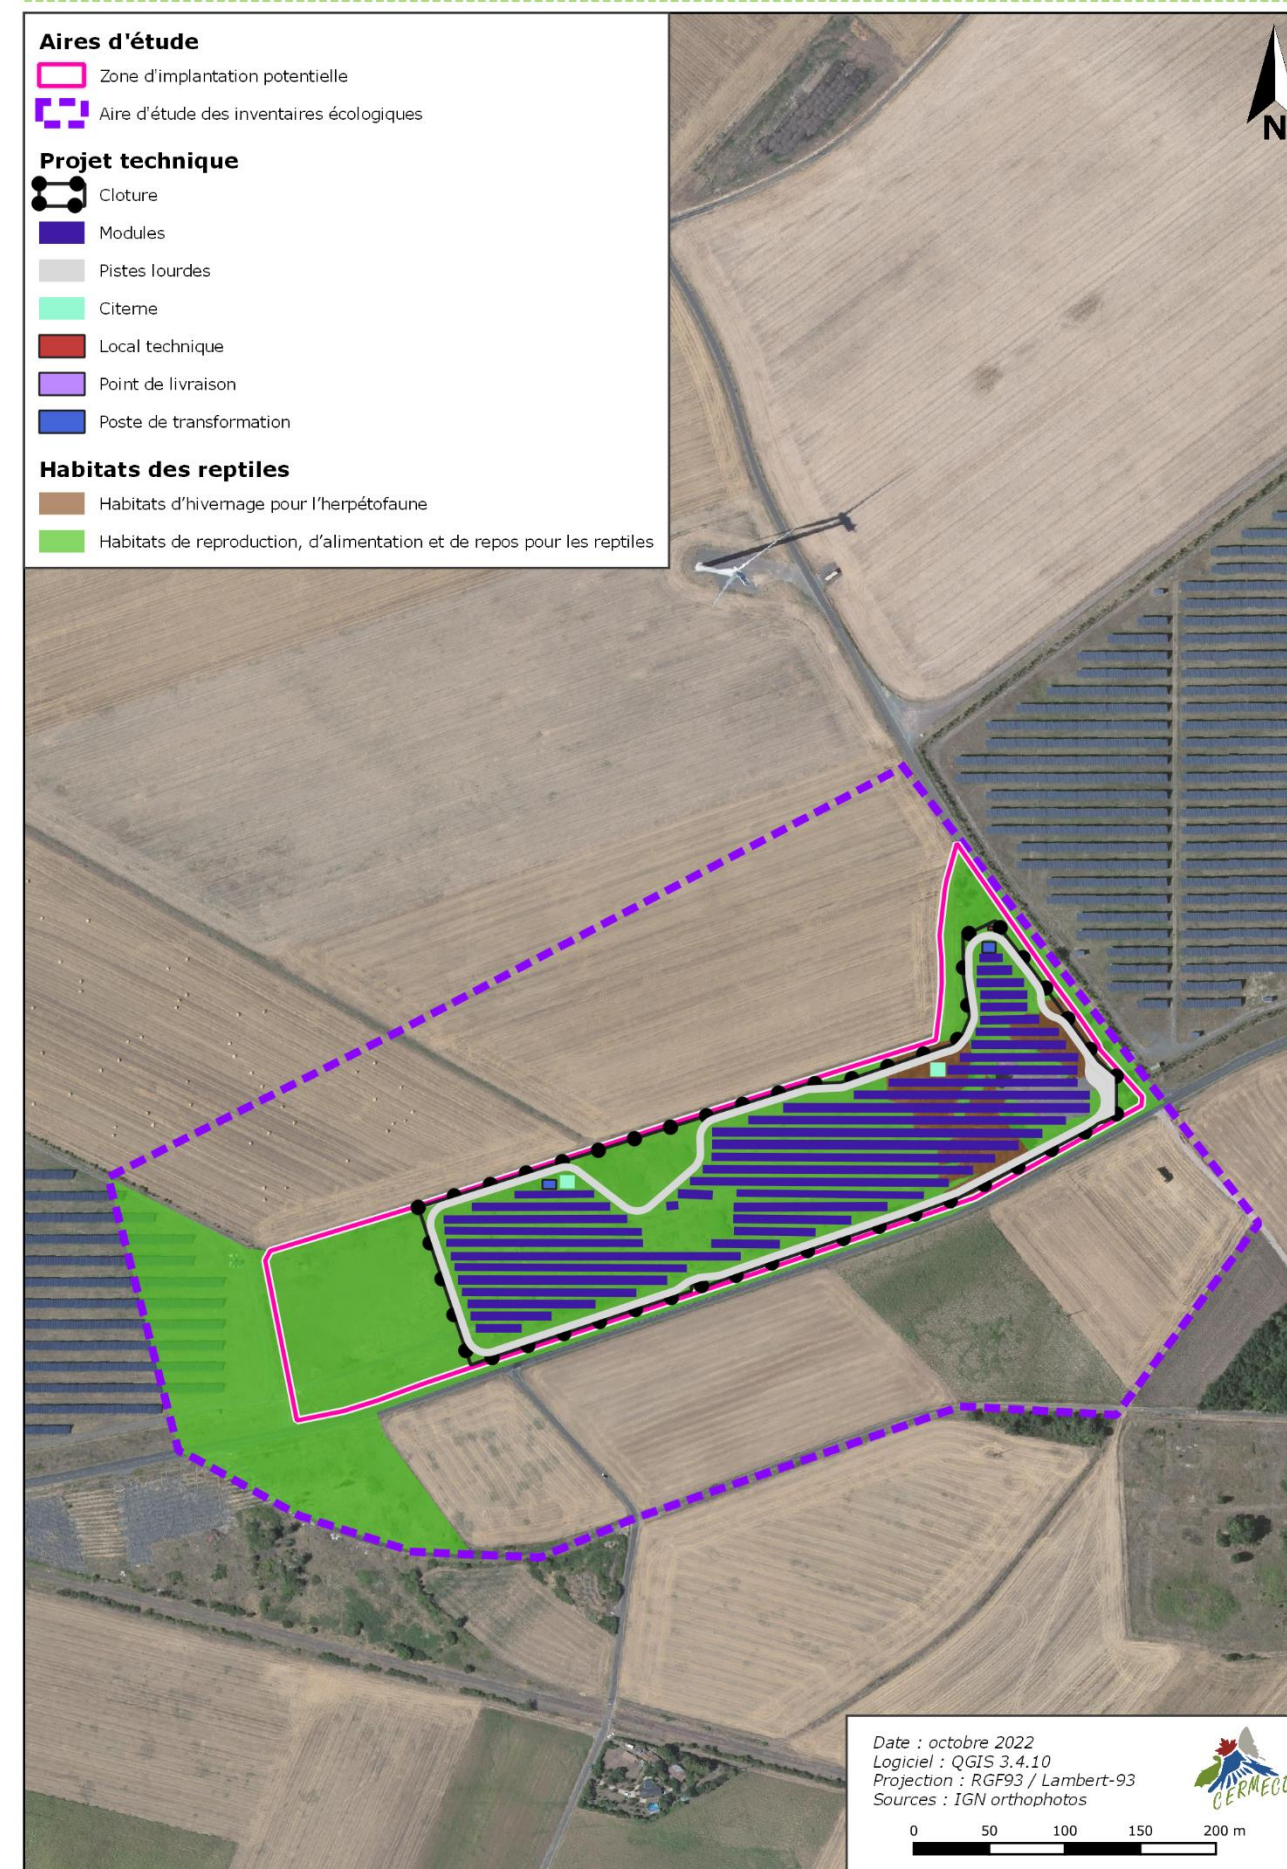 Aires d'étude
Zone d'implantation potentielle
Aire d'étude des inventaires écologiques
Projet technique
Cloture
Modules
Pistes lourdes
Citerne
Local technique
Point de livraison
Poste de transformation
Habitats des reptiles
Habitats d'hivernage pour l'herpétofaune
Habitats de reproduction, d'alimentation et de repos pour les reptiles
N
Date : octobre 2022
Logiciel : QGIS 3.4.10
Projection : RGF93 / Lambert-93
Sources : IGN orthophotos
CERMECO
0 50 100 150 200 m